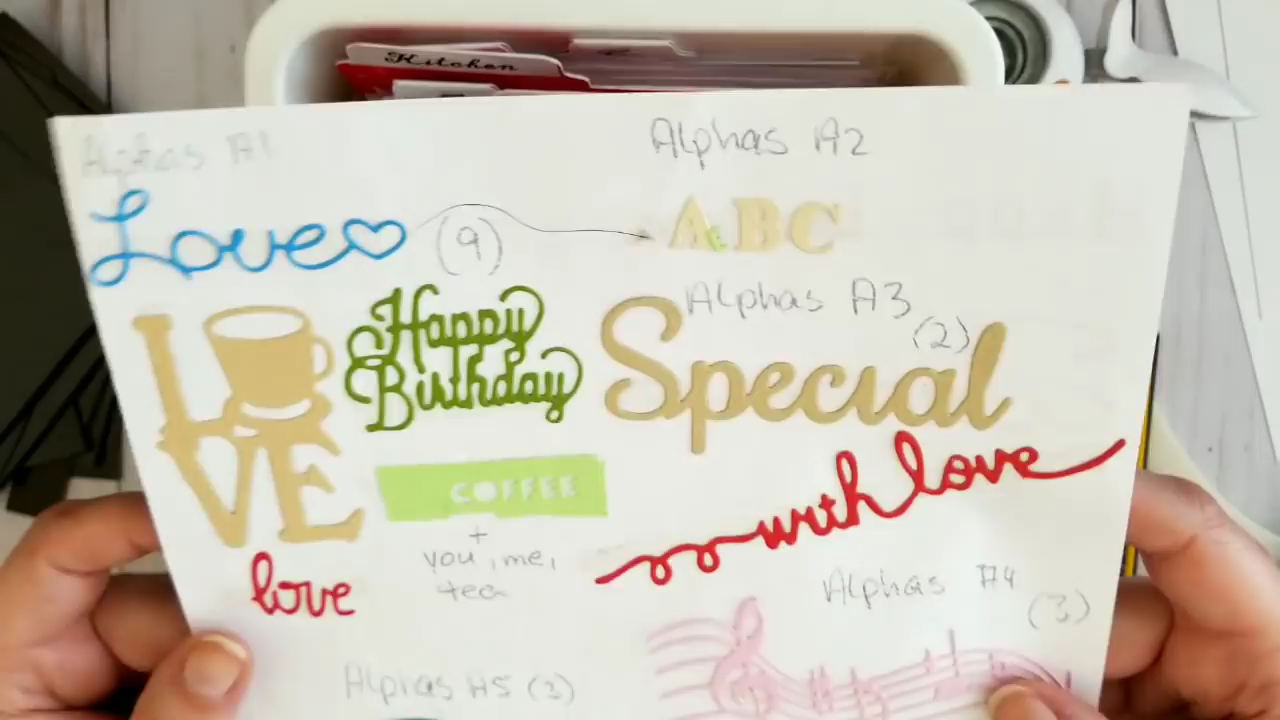 Kitchen
Alphas A1
Alphas A2
Love
(9)
ABC
Alphas A3
(2)
LOVE
Happy
Birthday
Special
with love
COFFEE
+
you, me,
tea
love
Alphas A4
(3)
Alphas A5 (3)